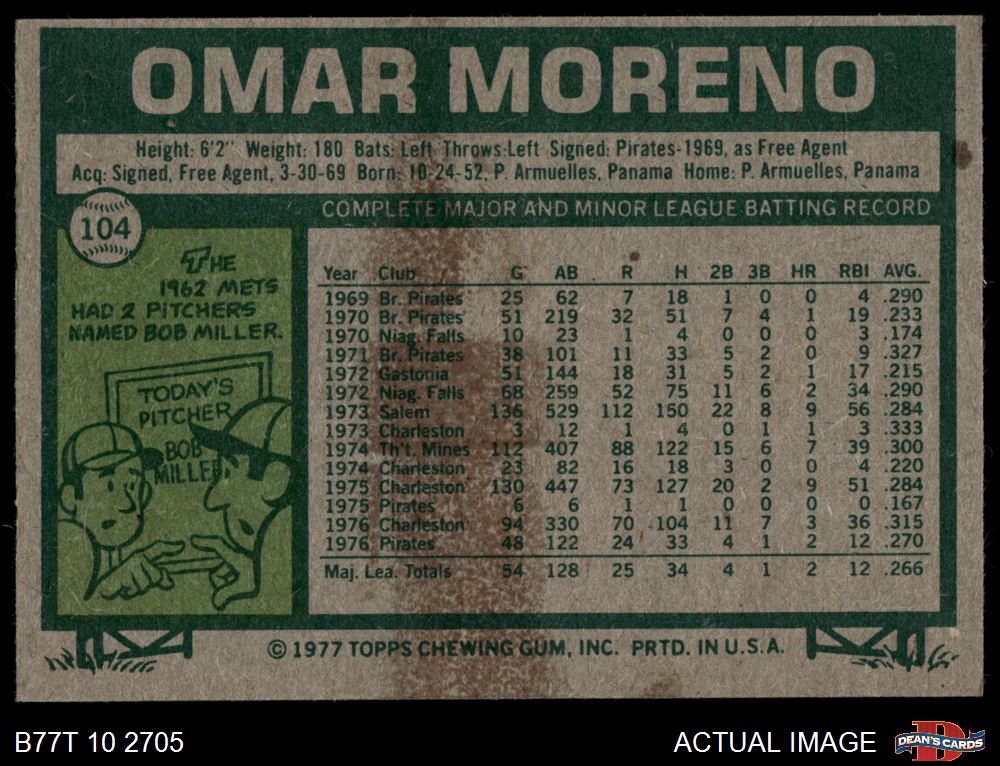 OMAR MORENO
Height: 6'2" Weight: 180 Bats: Left Throws: Left Signed: Pirates-1969, as Free Agent
Acq: Signed, Free Agent, 3-30-69 Born: 10-24-52, P. Armuelles, Panama Home: P. Armuelles, Panama
104
COMPLETE MAJOR AND MINOR LEAGUE BATTING RECORD
THE
1962 METS
HAD 2 PITCHERS
NAMED BOB MILLER.
TODAY'S
PITCHER
BOB
MILLER
Year Club G AB R H 2B 3B HR RBI AVG.
1969 Br. Pirates 25 62 7 18 1 0 0 4 .290
1970 Br. Pirates 51 219 32 51 7 4 1 19 .233
1970 Niag. Falls 10 23 1 4 0 0 0 3 .174
1971 Br. Pirates 38 101 11 33 5 2 0 9 .327
1972 Gastonia 51 144 18 31 5 2 1 17 .215
1972 Niag. Falls 68 259 52 75 11 6 2 34 .290
1973 Salem 136 529 112 150 22 8 9 56 .284
1973 Charleston 3 12 1 4 0 1 1 3 .333
1974 Th't. Mines 112 407 88 122 15 6 7 39 .300
1974 Charleston 23 82 16 18 3 0 0 4 .220
1975 Charleston 130 447 73 127 20 2 9 51 .284
1975 Pirates 6 6 1 1 0 0 0 0 .167
1976 Charleston 94 330 70 104 11 7 3 36 .315
1976 Pirates 48 122 24 33 4 1 2 12 .270
Maj. Lea. Totals 54 128 25 34 4 1 2 12 .266
© 1977 TOPPS CHEWING GUM, INC. PRTD. IN U.S.A.
B77T 10 2705
ACTUAL IMAGE
DEAN'S CARDS